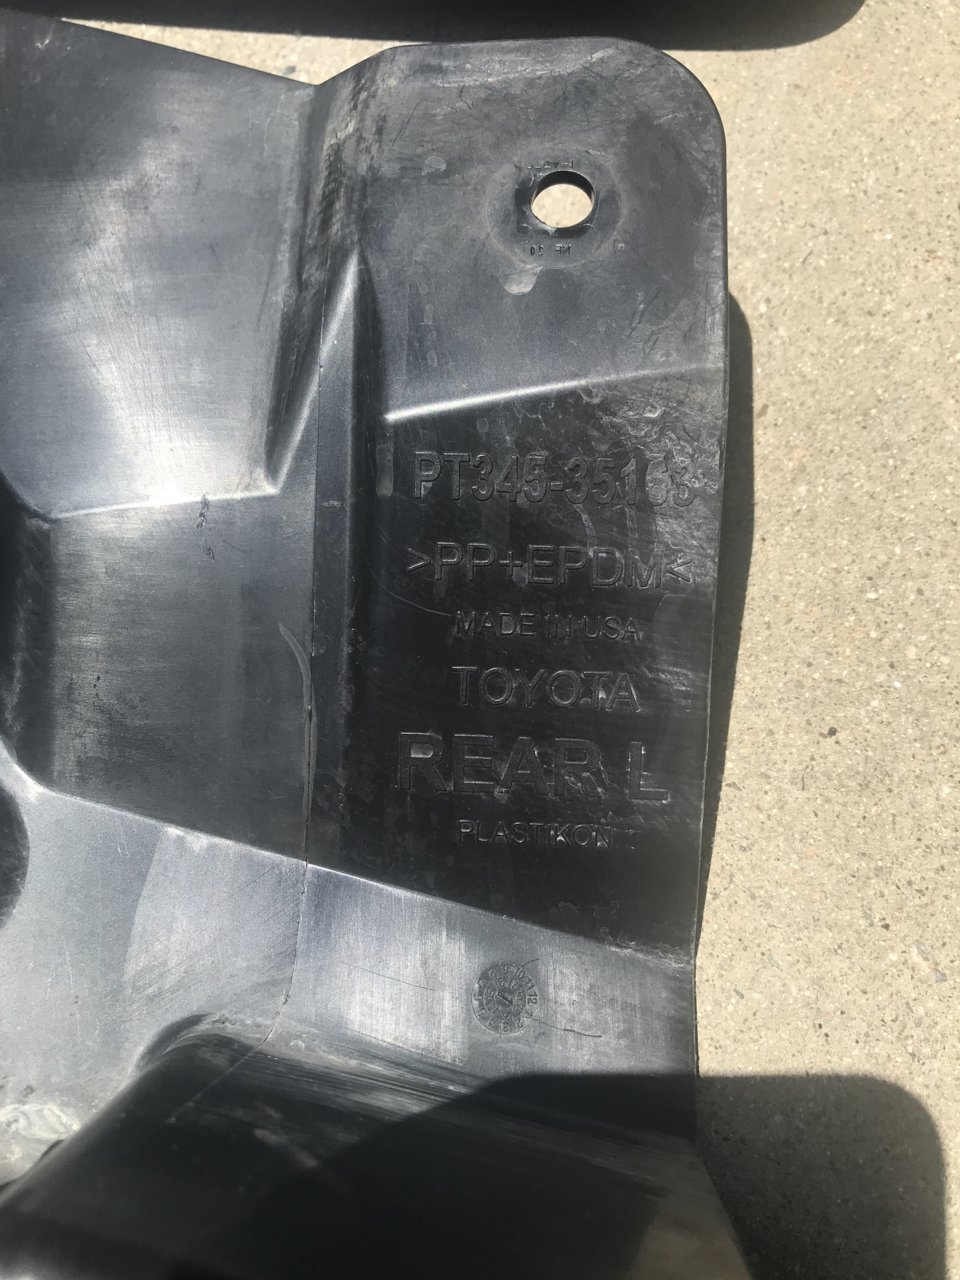 PT345-35163
>PP+EPDM<
MADE IN USA
TOYOTA
REAR L
PLASTIKON